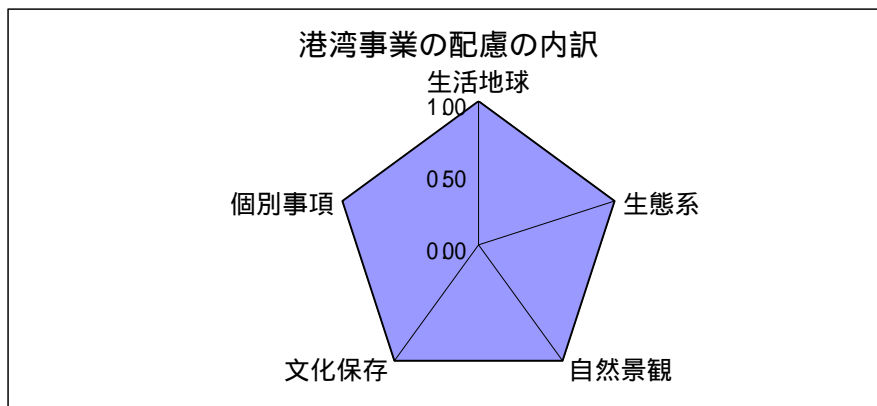 港湾事業の配慮の内訳
生活地球
1.00
0.50
0.00
生態系
個別事項
文化保存
自然景観